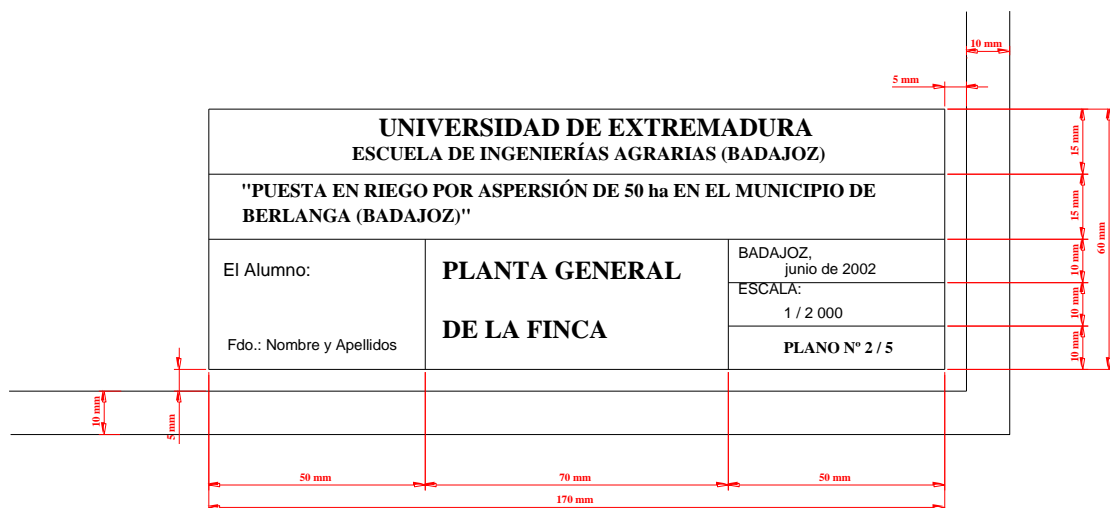 10 mm
5 mm
UNIVERSIDAD DE EXTREMADURA
ESCUELA DE INGENIERÍAS AGRARIAS (BADAJOZ)
15 mm
"PUESTA EN RIEGO POR ASPERSIÓN DE 50 ha EN EL MUNICIPIO DE
BERLANGA (BADAJOZ)"
15 mm
60 mm
El Alumno:
Fdo.: Nombre y Apellidos
PLANTA GENERAL
DE LA FINCA
BADAJOZ,
junio de 2002
10 mm
ESCALA:
1 / 2 000
10 mm
PLANO Nº 2 / 5
10 mm
10 mm
5 mm
50 mm
70 mm
50 mm
170 mm